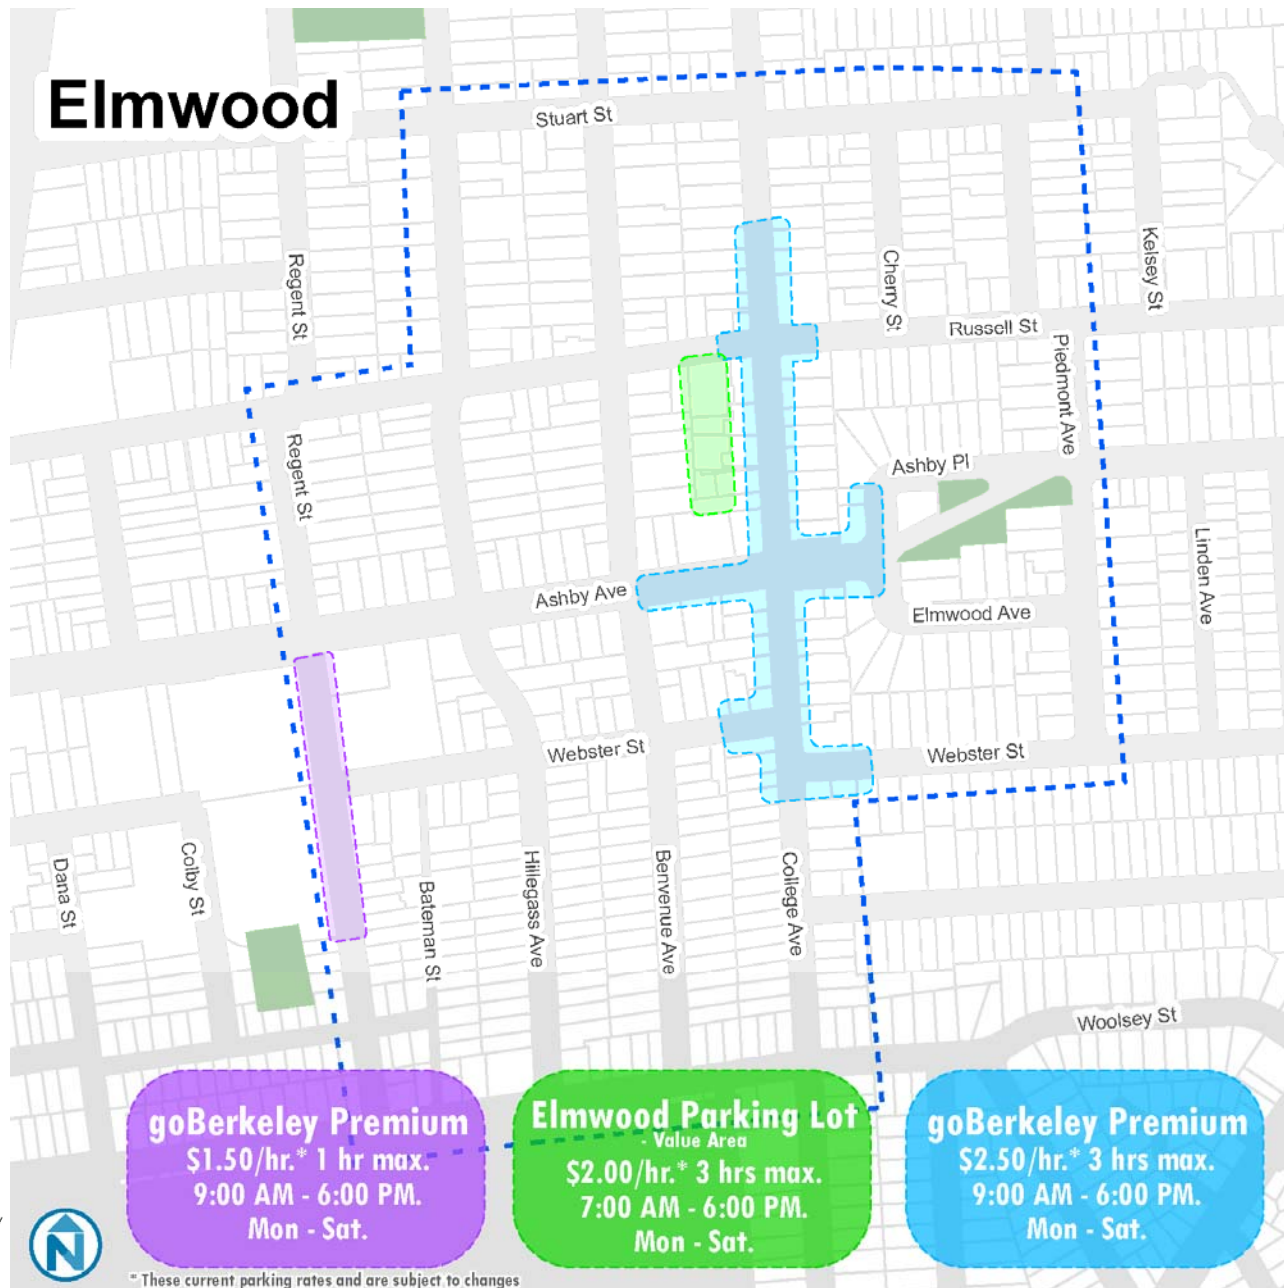 Elmwood
Stuart St
Regent St
Cherry St
Kelsey St
Russell St
Piedmont Ave
Regent St
Ashby Pl
Linden Ave
Ashby Ave
Elmwood Ave
Webster St
Webster St
Dana St
Colby St
Bateman St
Hillegass Ave
Benvenue Ave
College Ave
Woolsey St
goBerkeley Premium
$1.50/hr.* 1 hr max.
9:00 AM - 6:00 PM.
Mon - Sat.
Elmwood Parking Lot
- Value Area
$2.00/hr.* 3 hrs max.
7:00 AM - 6:00 PM.
Mon - Sat.
goBerkeley Premium
$2.50/hr.* 3 hrs max.
9:00 AM - 6:00 PM.
Mon - Sat.
N
* These current parking rates and are subject to changes